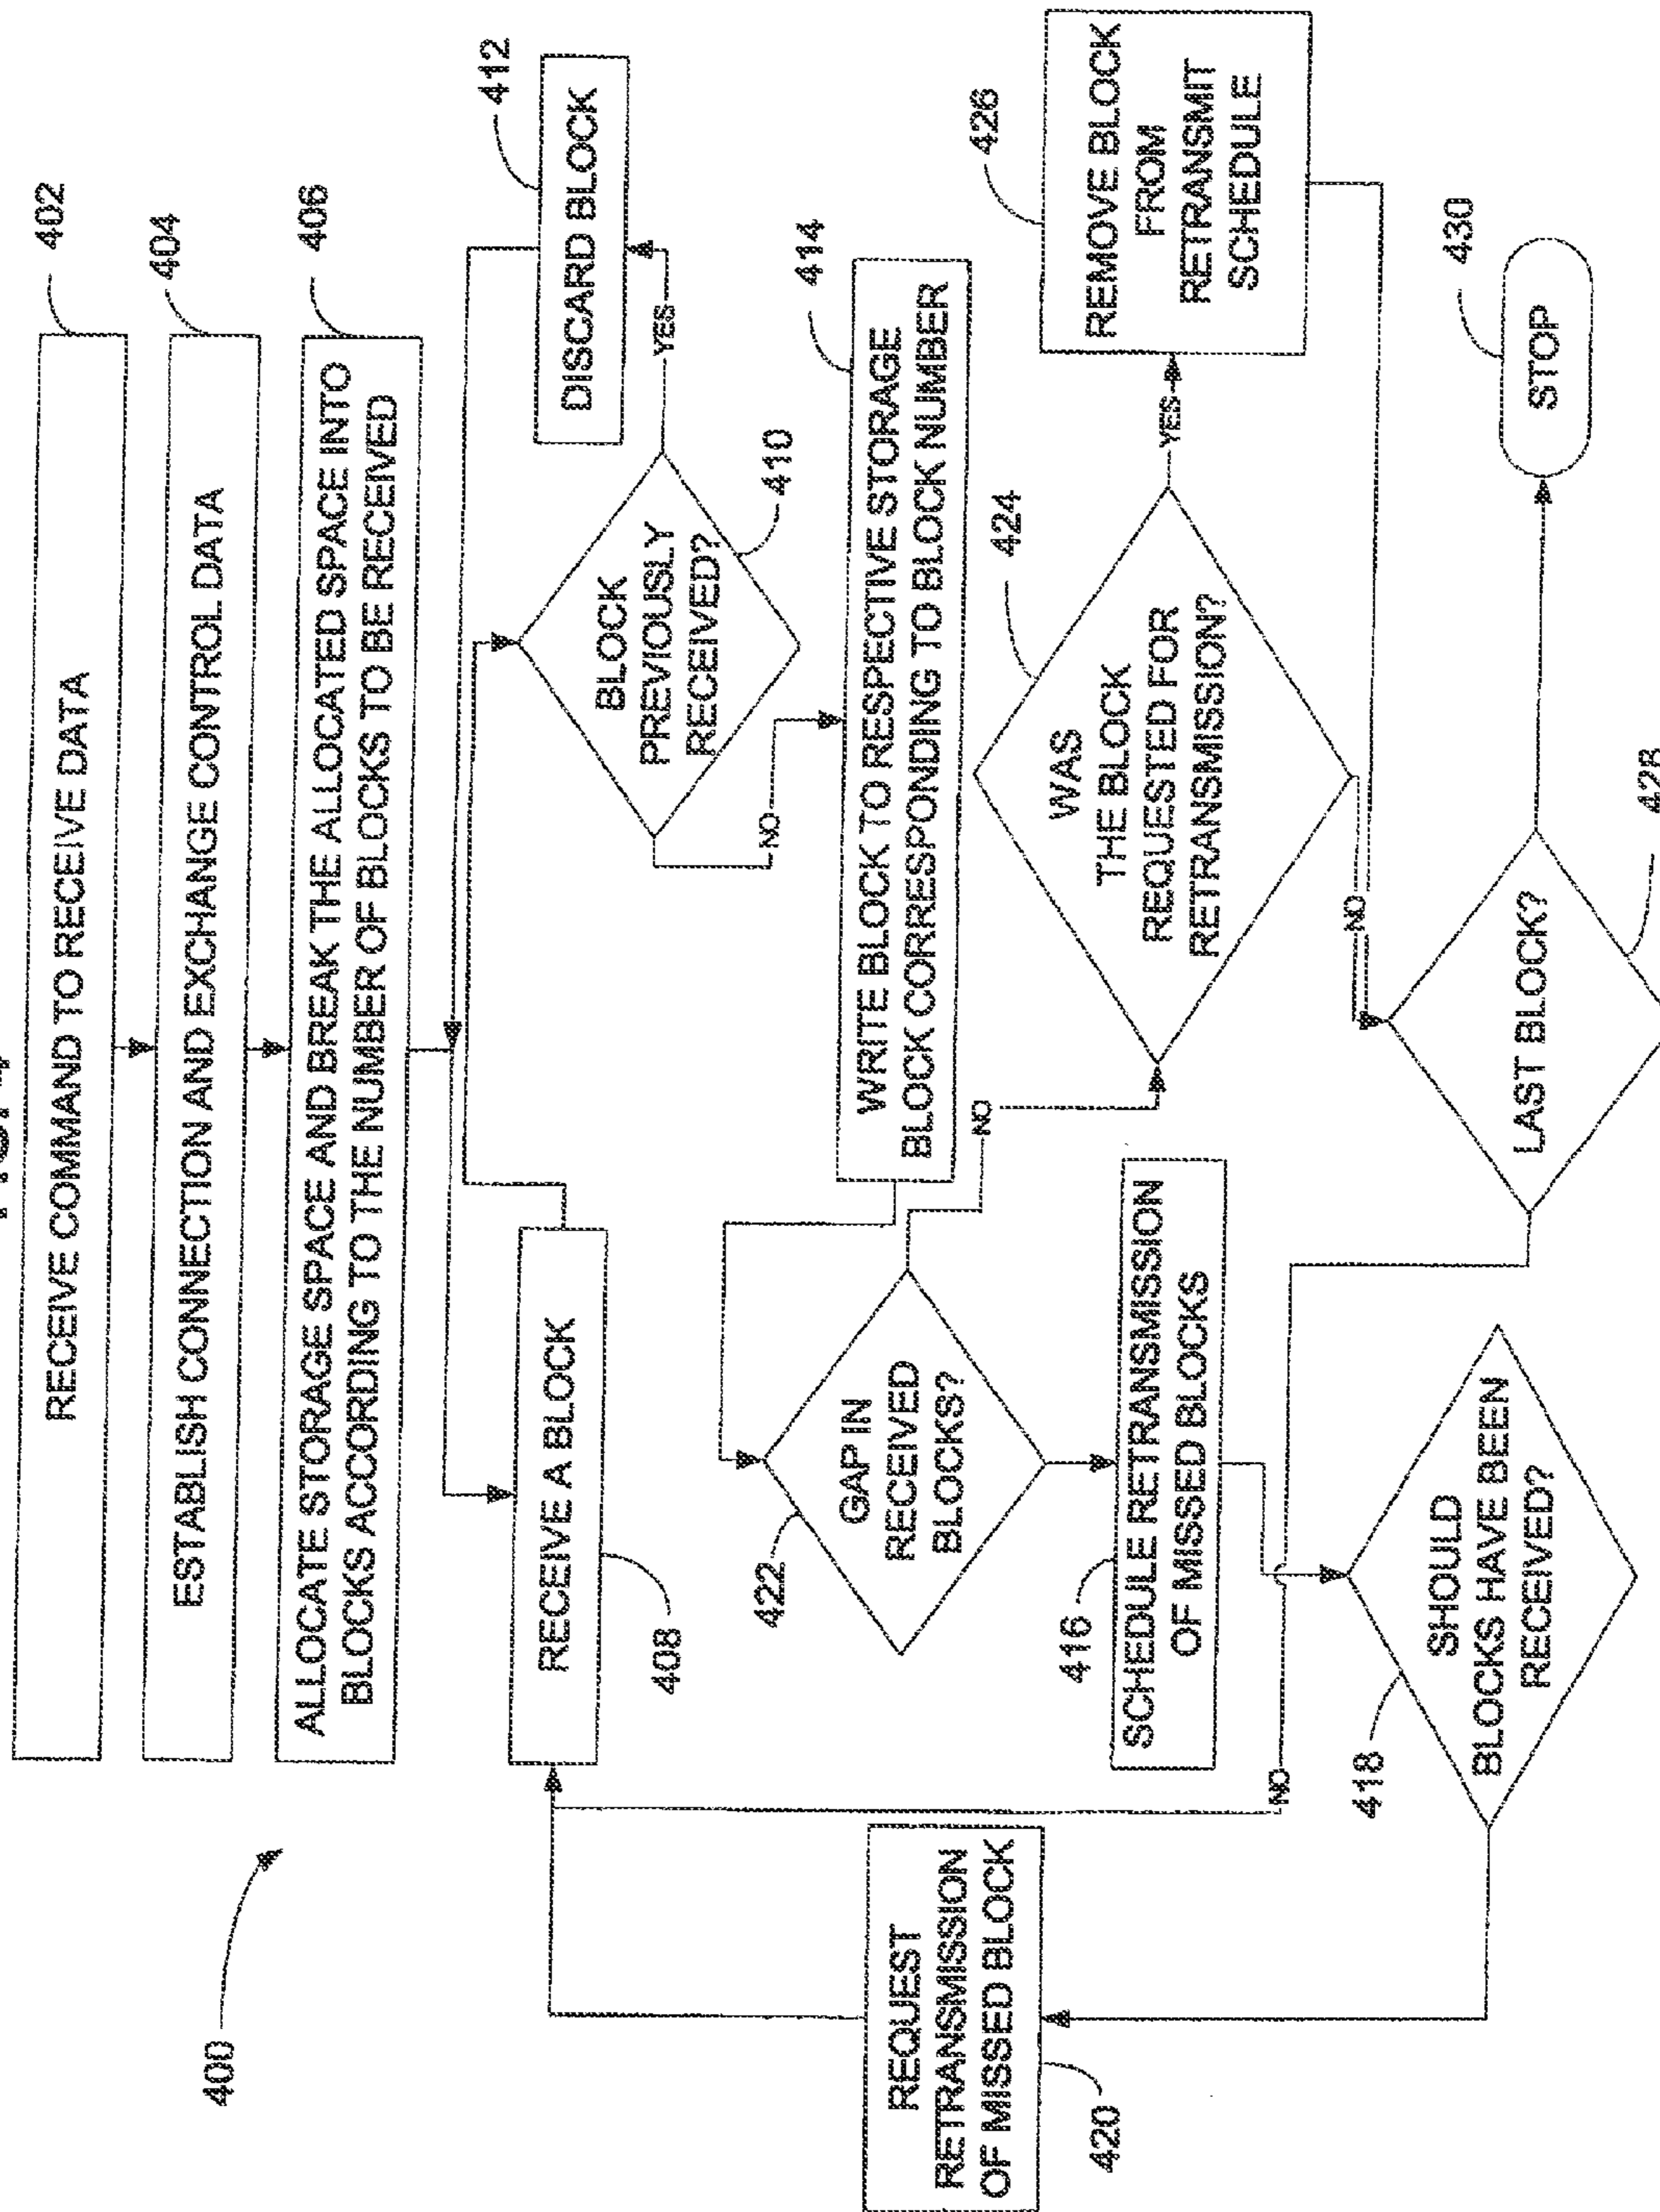 402
RECEIVE COMMAND TO RECEIVE DATA
404
ESTABLISH CONNECTION AND EXCHANGE CONTROL DATA
406
ALLOCATE STORAGE SPACE AND BREAK THE ALLOCATED SPACE INTO
BLOCKS ACCORDING TO THE NUMBER OF BLOCKS TO BE RECEIVED
400
RECEIVE A BLOCK
408
BLOCK
PREVIOUSLY
RECEIVED?
410
YES
DISCARD BLOCK
412
NO
WRITE BLOCK TO RESPECTIVE STORAGE
BLOCK CORRESPONDING TO BLOCK NUMBER
414
GAP IN
RECEIVED
BLOCKS?
422
NO
WAS
THE BLOCK
REQUESTED FOR
RETRANSMISSION?
424
YES
REMOVE BLOCK
FROM
RETRANSMIT
SCHEDULE
426
NO
SCHEDULE RETRANSMISSION
OF MISSED BLOCKS
416
REQUEST
RETRANSMISSION
OF MISSED BLOCK
420
NO
SHOULD
BLOCKS HAVE BEEN
RECEIVED?
418
LAST BLOCK?
428
STOP
430